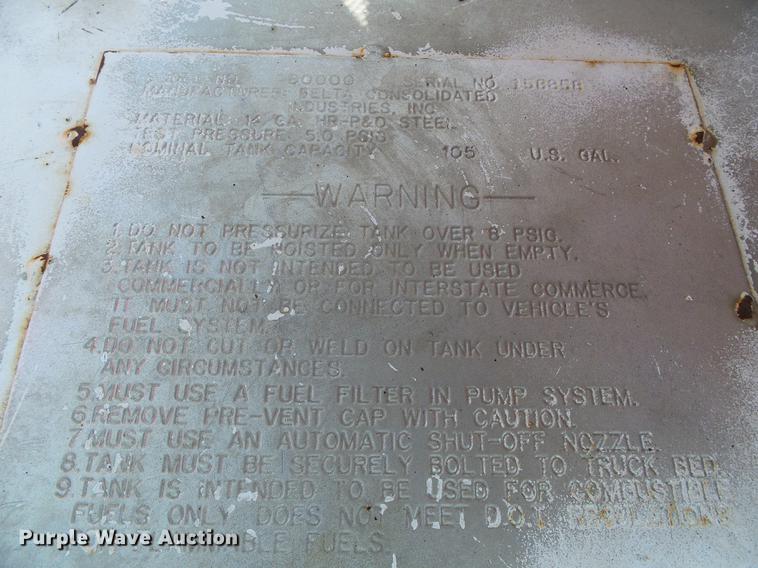 MODEL NO. SERIAL NO.
MANUFACTURER: DELTA CONSOLIDATED
INDUSTRIES, INC.
MATERIAL: 14 GA. HR-P&O STEEL
TEST PRESSURE: 5.0 PSIG
NOMINAL TANK CAPACITY 105 U.S. GAL.
WARNING
1. DO NOT PRESSURIZE TANK OVER PSIG.
2. TANK TO BE HOISTED ONLY WHEN EMPTY.
3. TANK IS NOT INTENDED TO BE USED
COMMERCIALLY OR FOR INTERSTATE COMMERCE.
IT MUST NOT BE CONNECTED TO VEHICLE'S
FUEL SYSTEM.
4. DO NOT CUT OR WELD ON TANK UNDER
ANY CIRCUMSTANCES.
5. MUST USE A FUEL FILTER IN PUMP SYSTEM.
6. REMOVE PRE-VENT CAP WITH CAUTION.
7. MUST USE AN AUTOMATIC SHUT-OFF NOZZLE.
8. TANK MUST BE SECURELY BOLTED TO TRUCK BED.
9. TANK IS INTENDED TO BE USED FOR COMBUSTIBLE
FUELS ONLY. DOES NOT MEET D.O.T. REGULATIONS
FLAMMABLE FUELS.
Purple Wave Auction